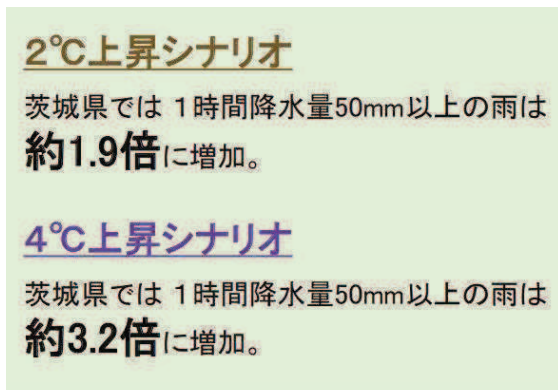 2℃上昇シナリオ
茨城県では 1時間降水量50mm以上の雨は
約1.9倍に増加。
4℃上昇シナリオ
茨城県では 1時間降水量50mm以上の雨は
約3.2倍に増加。